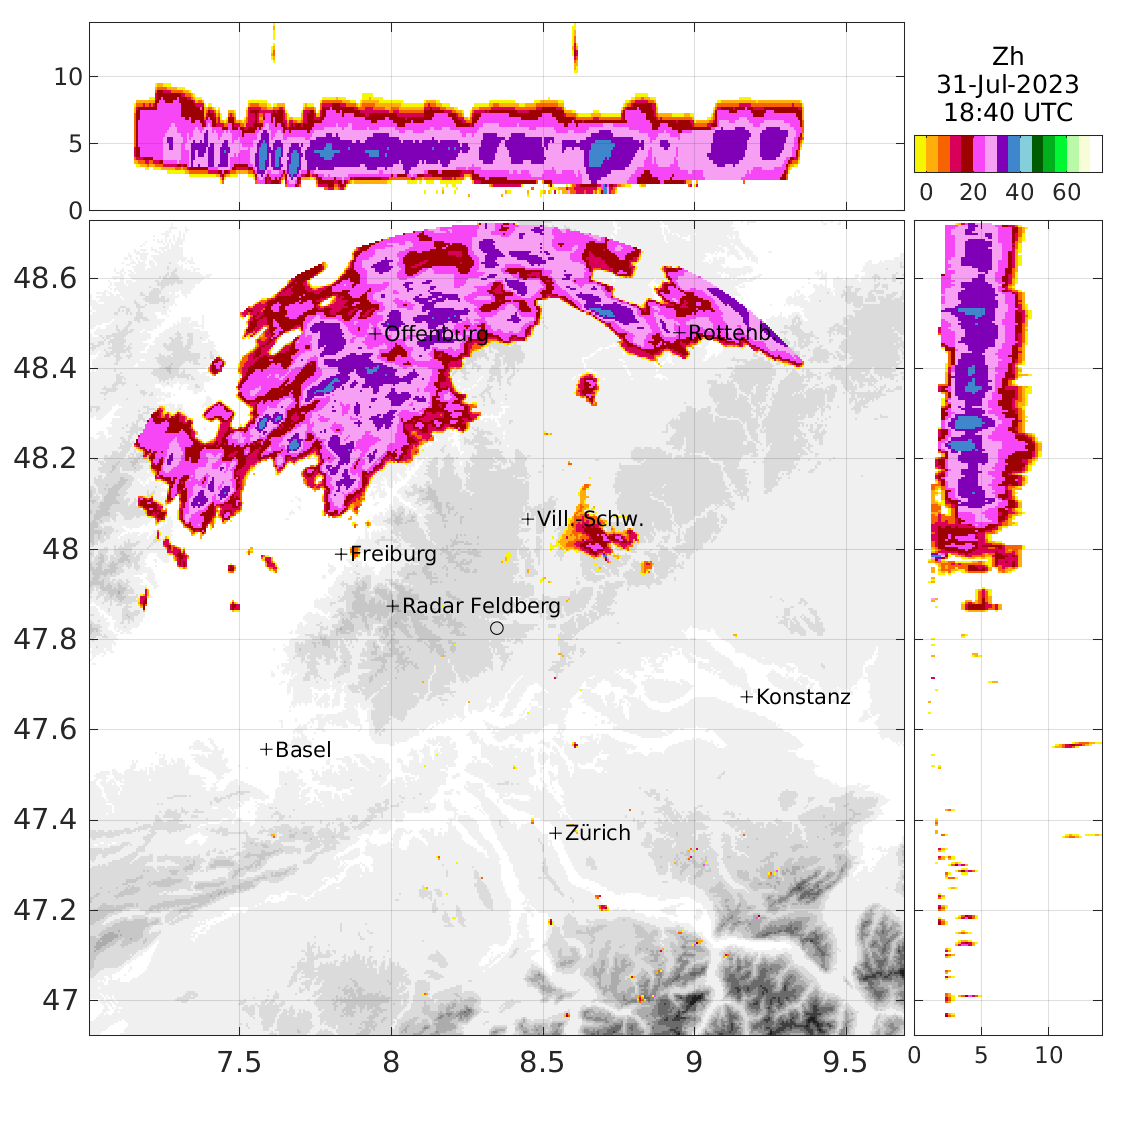 10
5
0
Zh
31-Jul-2023
18:40 UTC
0 20 40 60
48.6
48.4
48.2
48
47.8
47.6
47.4
47.2
47
Offenburg
Rottenb
Vill.-Schw.
Freiburg
Radar Feldberg
Konstanz
Basel
Zürich
7.5 8 8.5 9 9.5
0 5 10